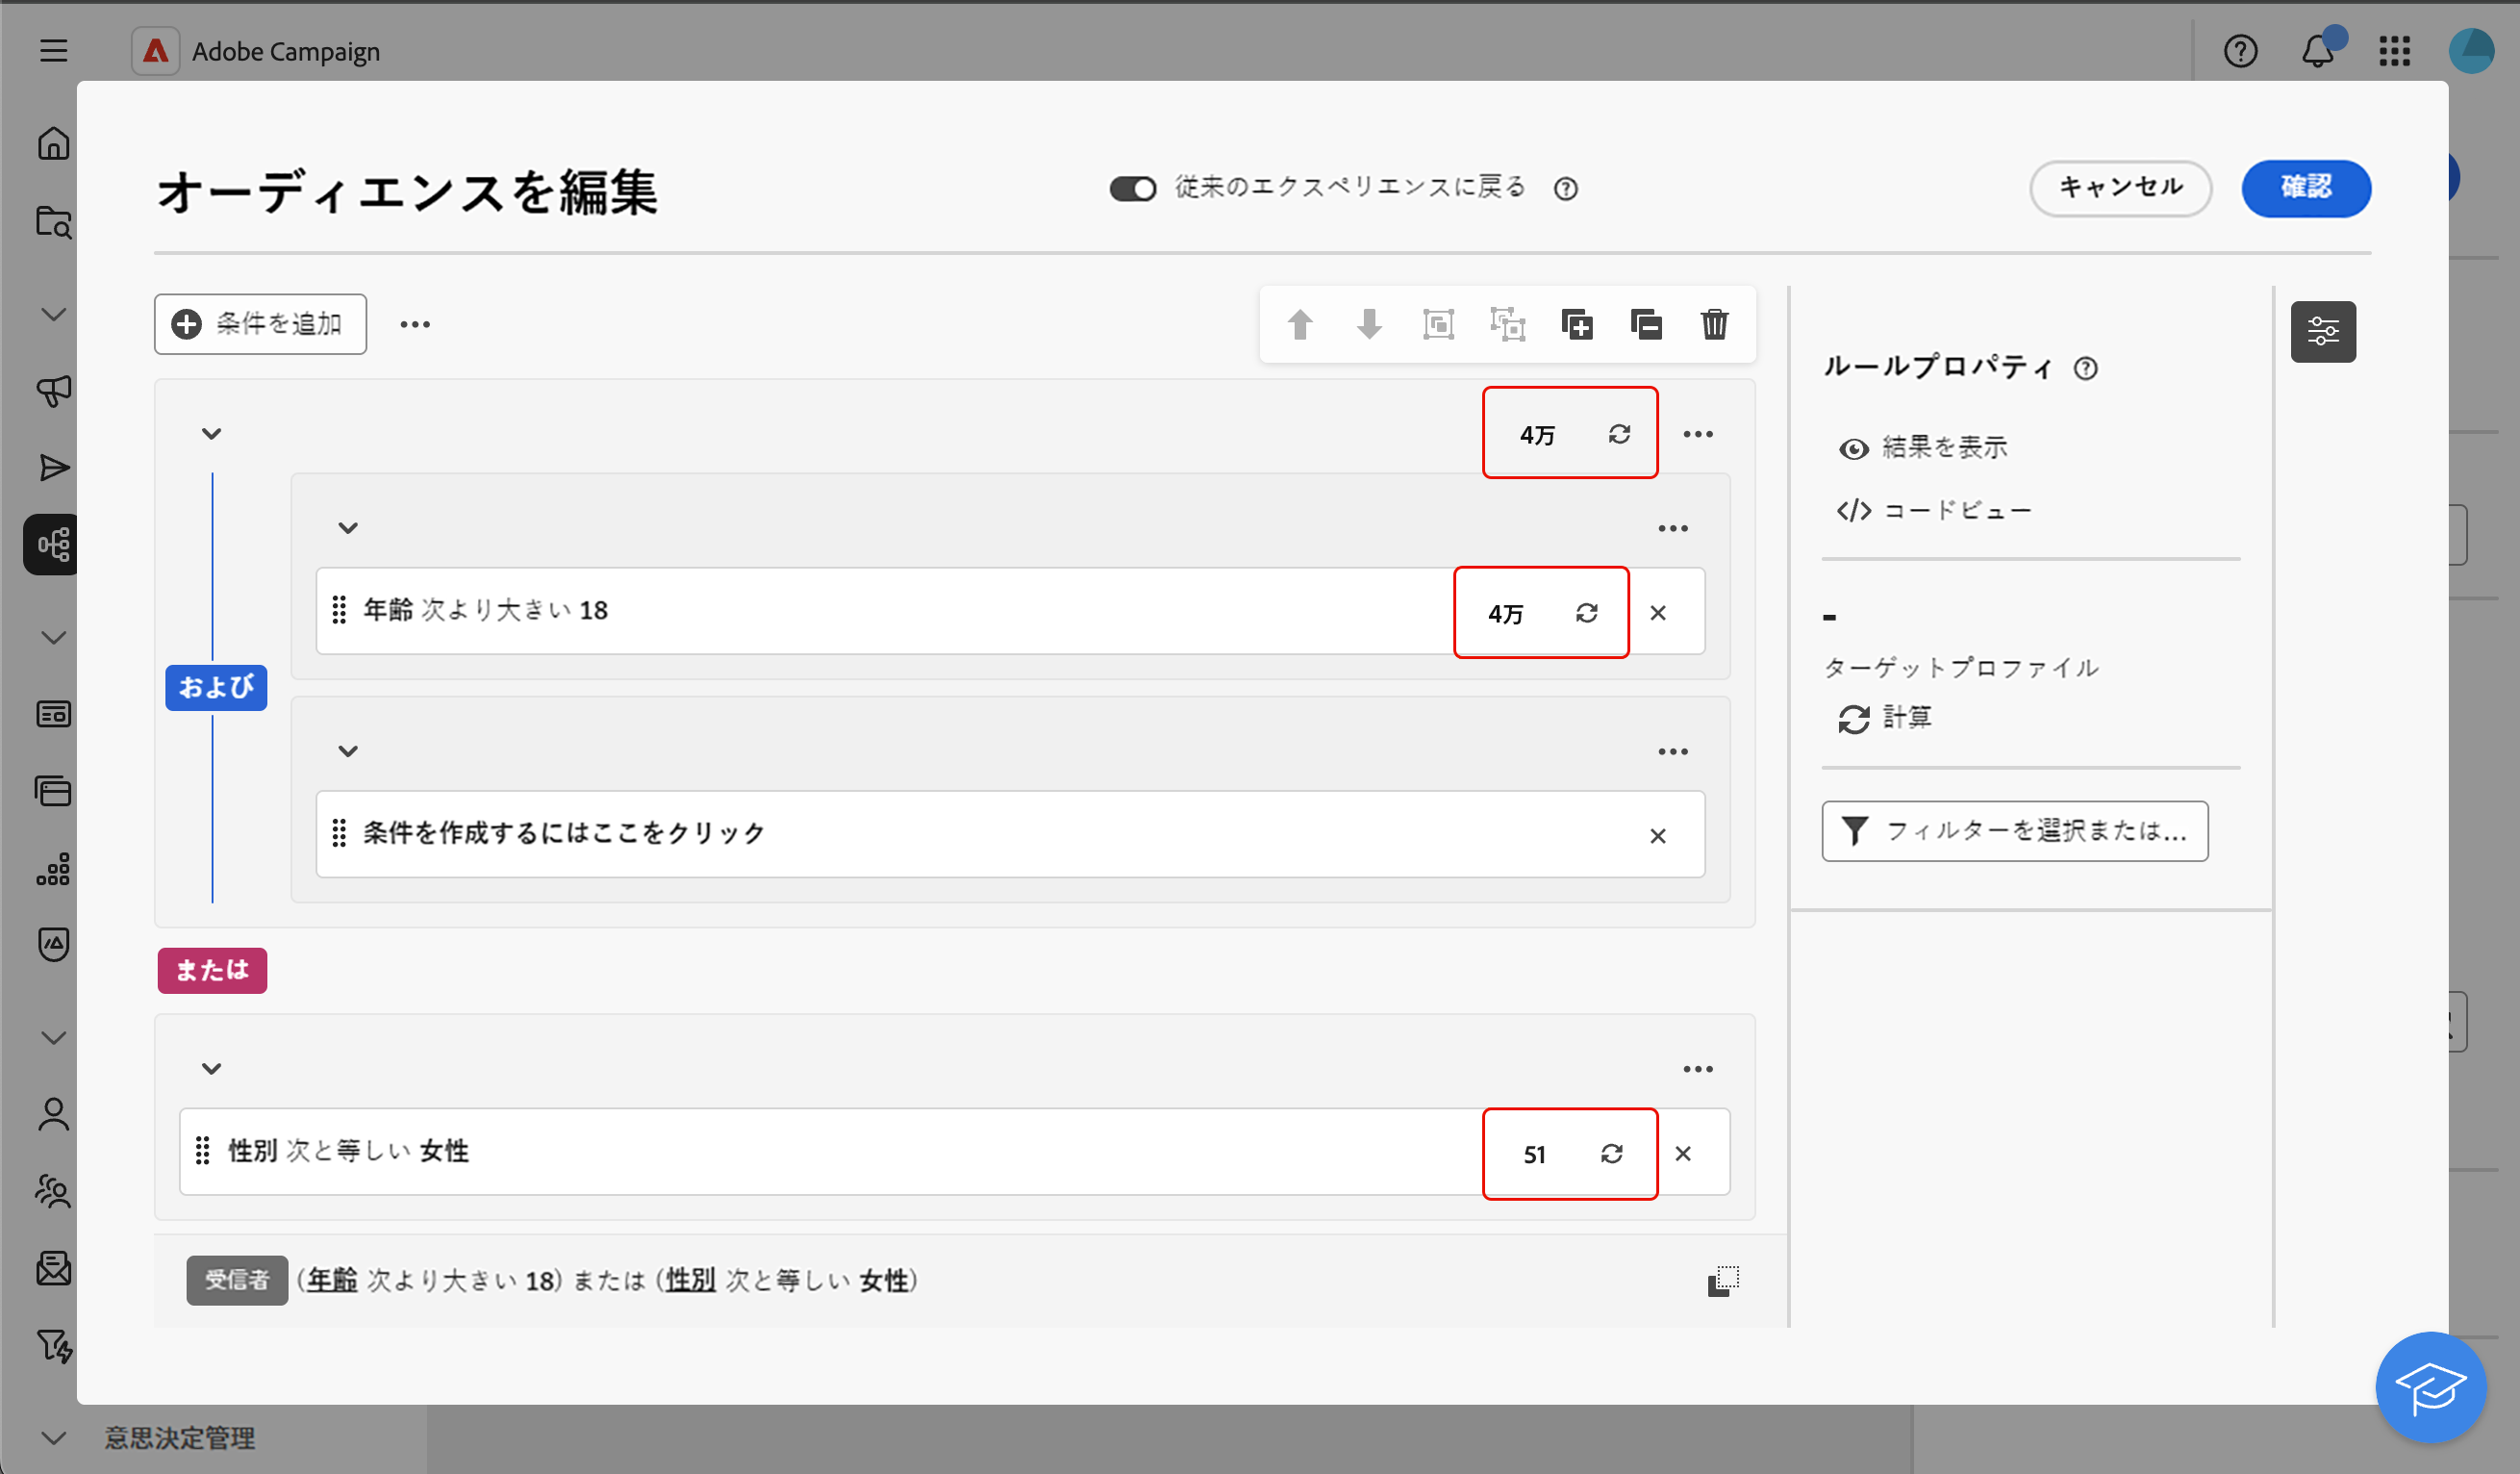 Adobe Campaign
オーディエンスを編集
従来のエクスペリエンスに戻る
キャンセル
確認
条件を追加
4万
年齢 次より大きい 18
4万
および
条件を作成するにはここをクリック
または
性別 次と等しい 女性
51
受信者 (年齢 次より大きい 18) または (性別 次と等しい 女性)
ルールプロパティ
結果を表示
コードビュー
-
ターゲットプロファイル
計算
フィルターを選択または...
意思決定管理